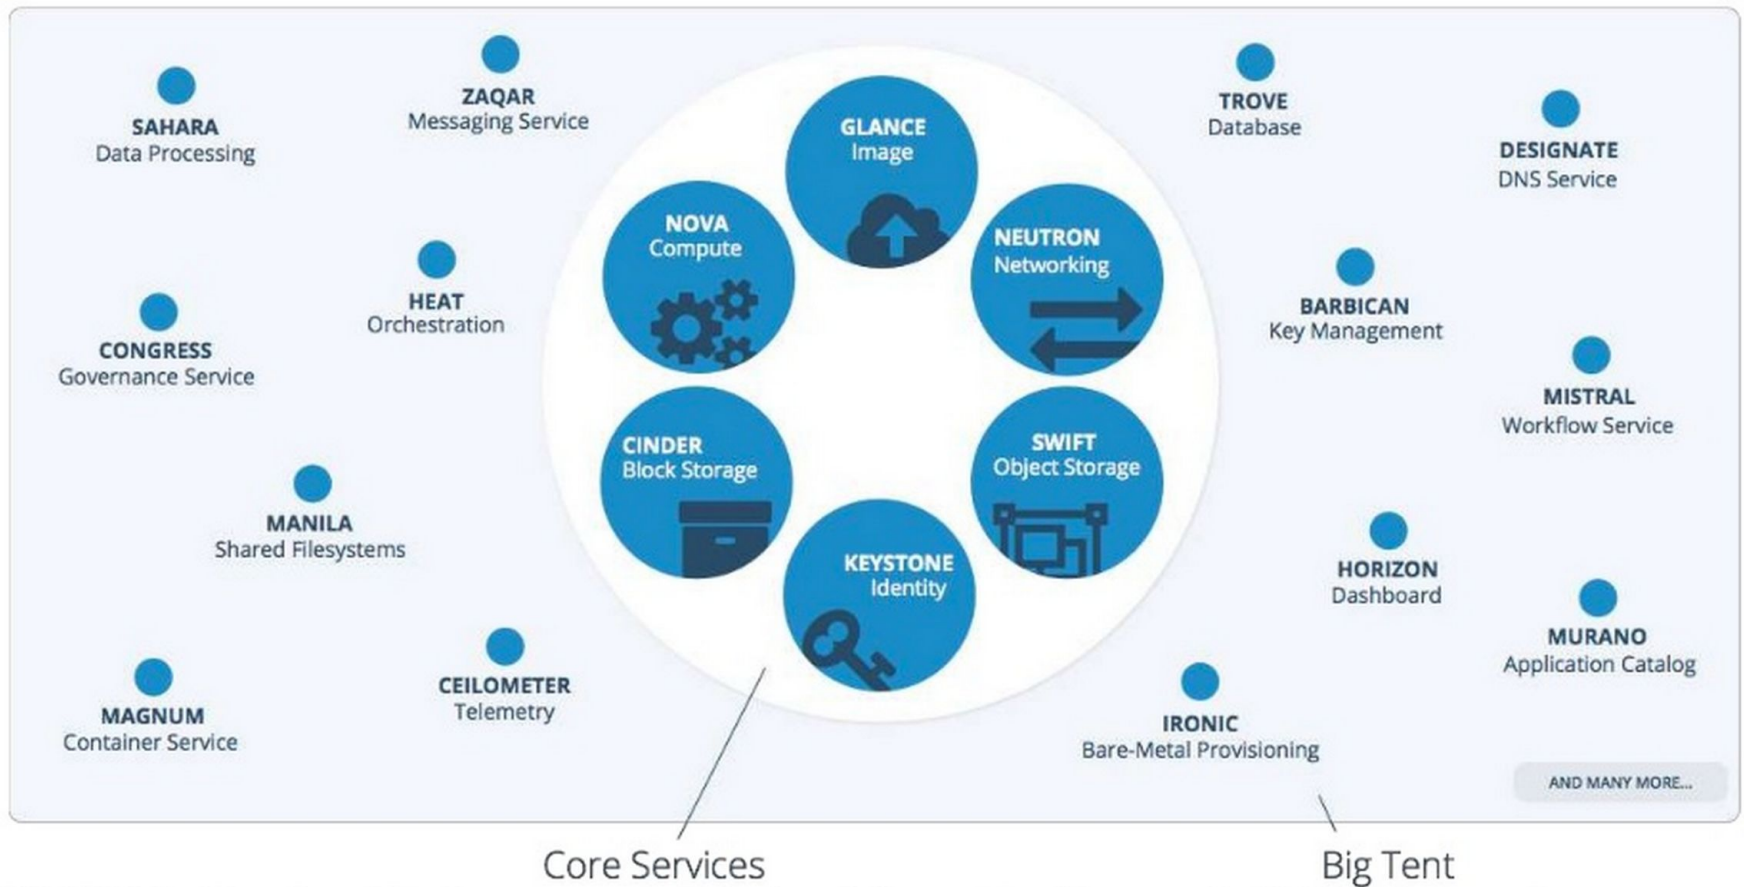 SAHARA
Data Processing
ZAQAR
Messaging Service
GLANCE
Image
TROVE
Database
DESIGNATE
DNS Service
NOVA
Compute
NEUTRON
Networking
HEAT
Orchestration
BARBICAN
Key Management
CONGRESS
Governance Service
MISTRAL
Workflow Service
CINDER
Block Storage
SWIFT
Object Storage
MANILA
Shared Filesystems
KEYSTONE
Identity
HORIZON
Dashboard
MURANO
Application Catalog
CEILOMETER
Telemetry
MAGNUM
Container Service
IRONIC
Bare-Metal Provisioning
AND MANY MORE...
Core Services
Big Tent